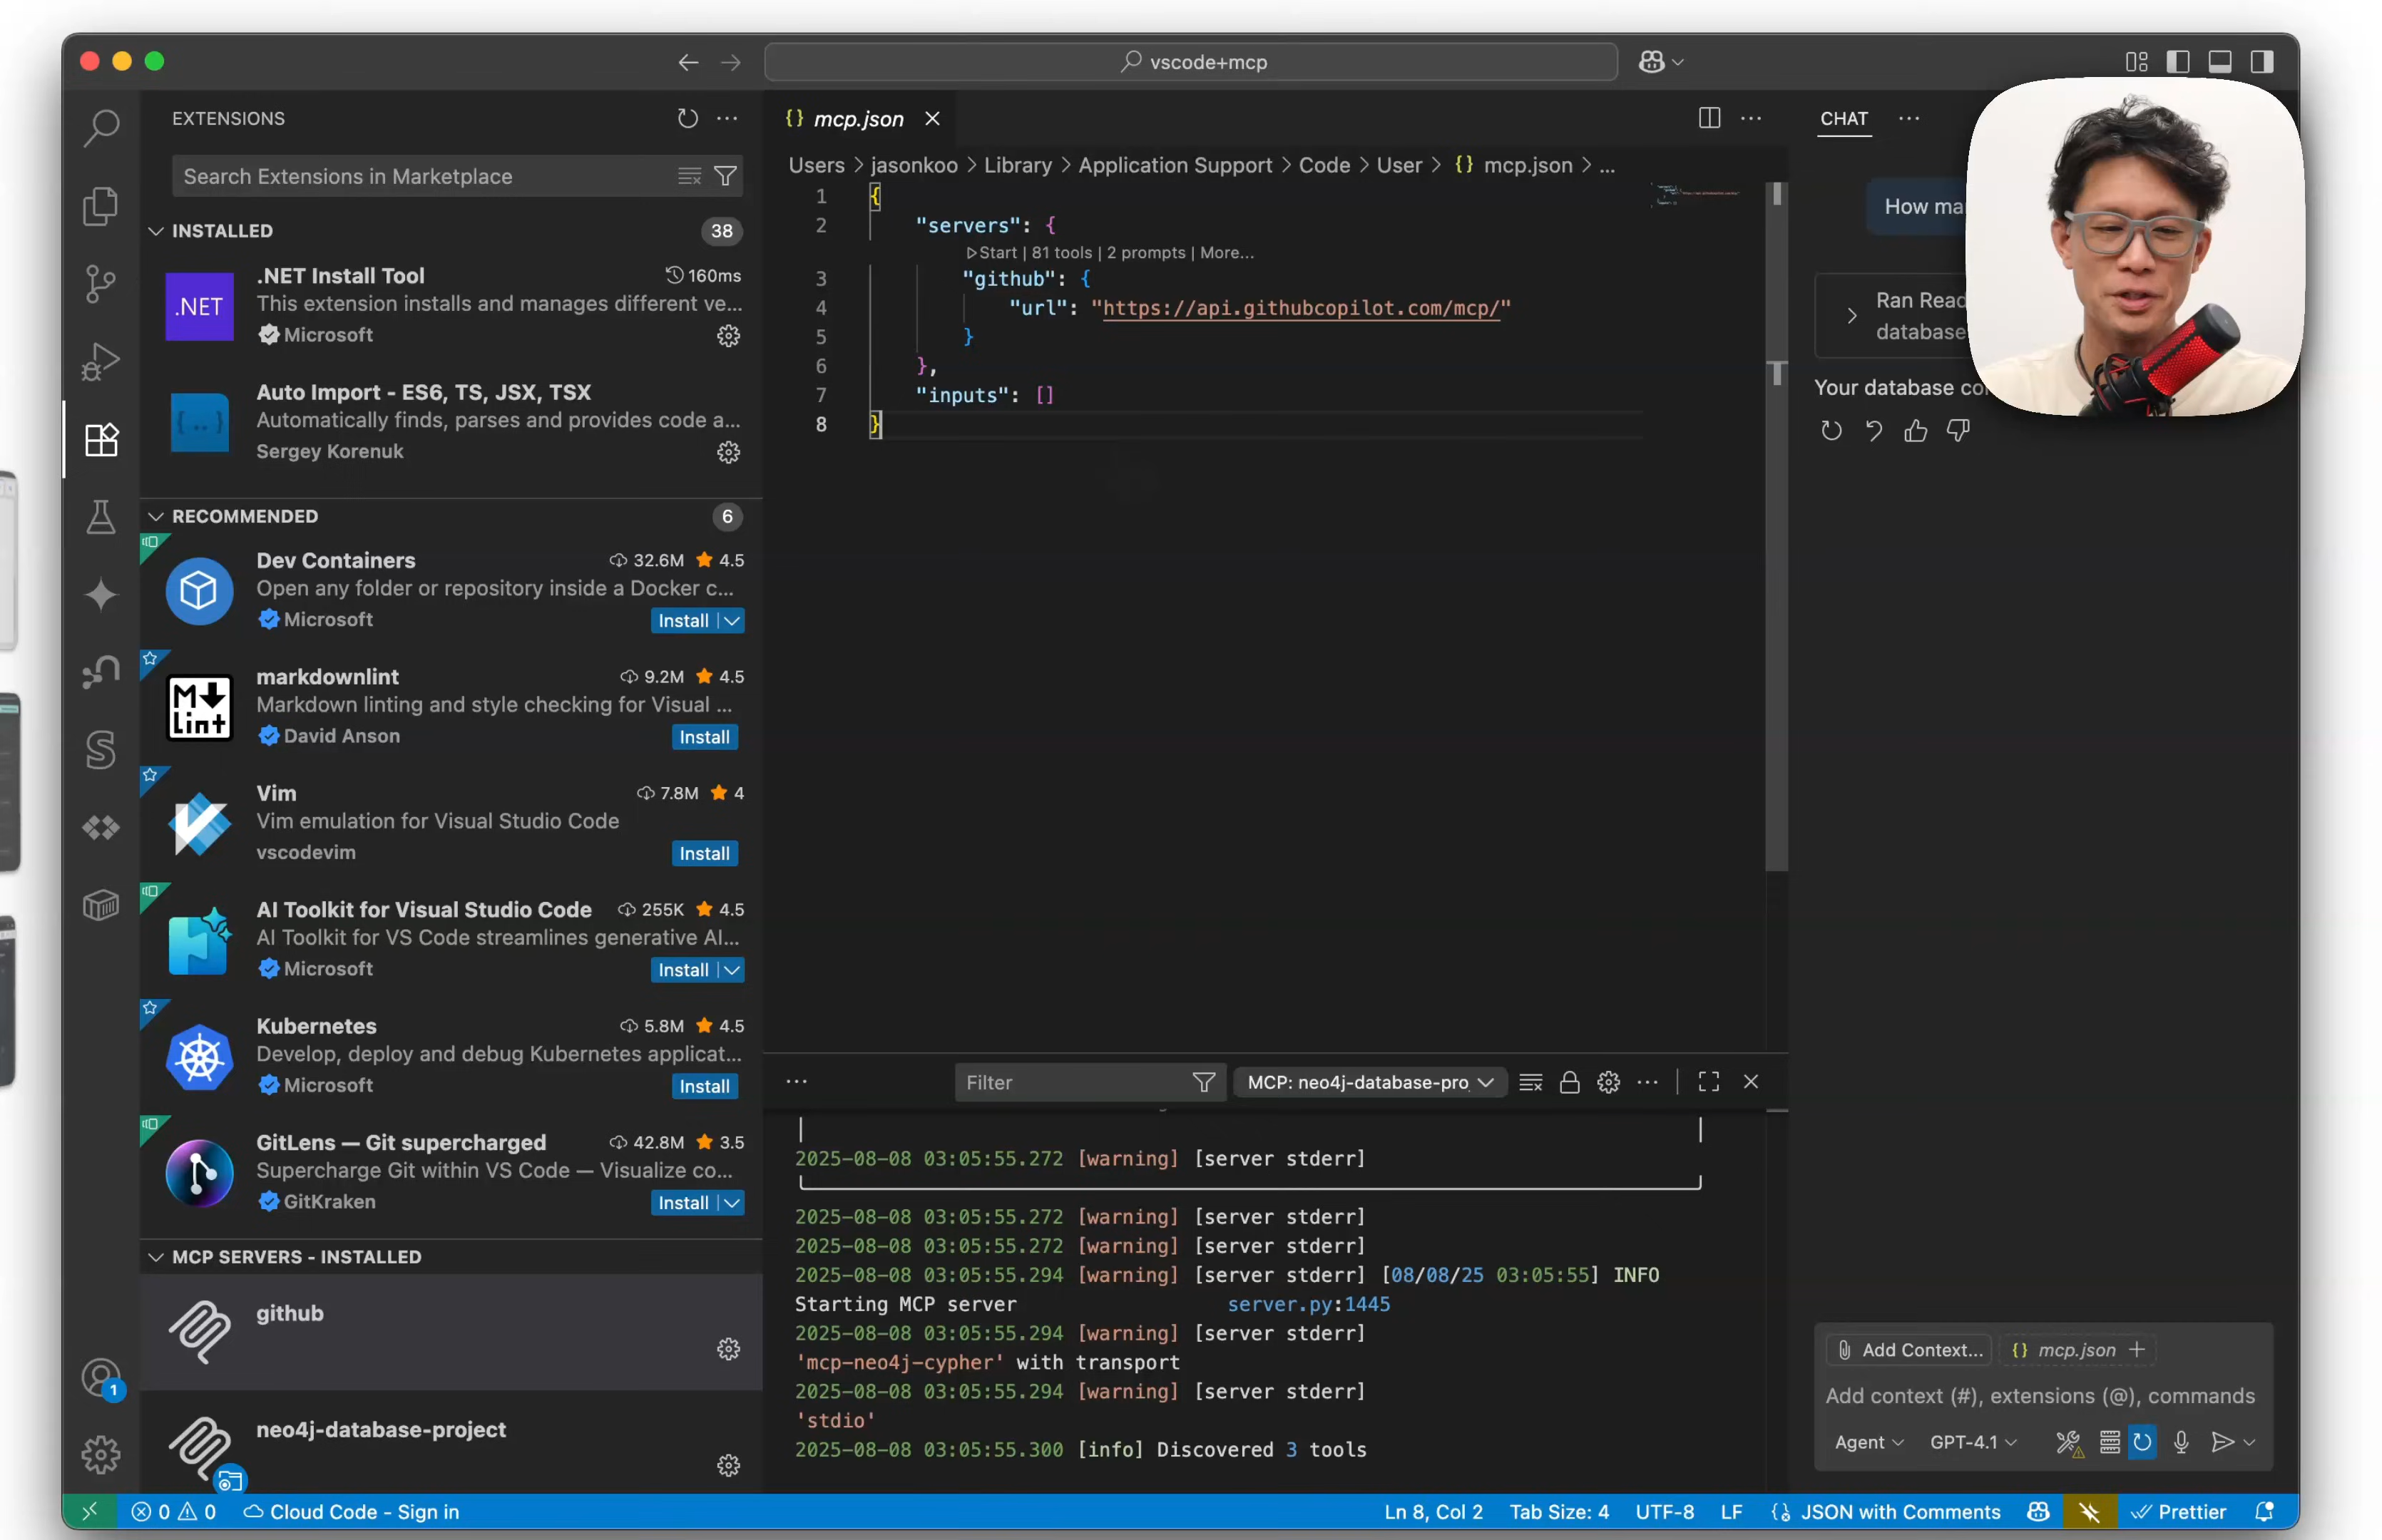 vscode+mcp
EXTENSIONS
Search Extensions in Marketplace
INSTALLED
38
.NET
.NET Install Tool
160ms
This extension installs and manages different ve...
Microsoft
Auto Import - ES6, TS, JSX, TSX
Automatically finds, parses and provides code a...
Sergey Korenuk
RECOMMENDED
6
Dev Containers
32.6M
4.5
Open any folder or repository inside a Docker c...
Microsoft
Install
markdownlint
9.2M
4.5
Markdown linting and style checking for Visual ...
M
Lint
David Anson
Install
Vim
7.8M
4
Vim emulation for Visual Studio Code
vscodevim
Install
AI Toolkit for Visual Studio Code
255K
4.5
AI Toolkit for VS Code streamlines generative AI...
Microsoft
Install
Kubernetes
5.8M
4.5
Develop, deploy and debug Kubernetes applicat...
Microsoft
Install
GitLens — Git supercharged
42.8M
3.5
Supercharge Git within VS Code — Visualize co...
GitKraken
Install
MCP SERVERS - INSTALLED
github
neo4j-database-project
1
{} mcp.json
Users > jasonkoo > Library > Application Support > Code > User > {} mcp.json > ...
1 {
2 "servers": {
Start | 81 tools | 2 prompts | More...
3 "github": {
4 "url": "https://api.githubcopilot.com/mcp/"
5 }
6 },
7 "inputs": []
8 }
Filter
MCP: neo4j-database-pro
2025-08-08 03:05:55.272 [warning] [server stderr]
2025-08-08 03:05:55.272 [warning] [server stderr]
2025-08-08 03:05:55.272 [warning] [server stderr]
2025-08-08 03:05:55.294 [warning] [server stderr] [08/08/25 03:05:55] INFO
Starting MCP server server.py:1445
2025-08-08 03:05:55.294 [warning] [server stderr]
'mcp-neo4j-cypher' with transport
2025-08-08 03:05:55.294 [warning] [server stderr]
'stdio'
2025-08-08 03:05:55.300 [info] Discovered 3 tools
CHAT
How ma
Ran Read
database
Your database co
Add Context...
{} mcp.json +
Add context (#), extensions (@), commands
Agent
GPT-4.1
0
0
Cloud Code - Sign in
Ln 8, Col 2
Tab Size: 4
UTF-8
LF
JSON with Comments
Prettier